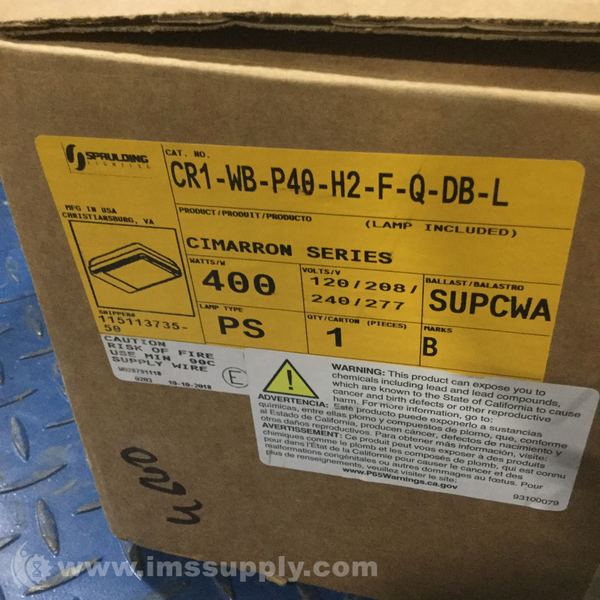 SPAULDING
LIGHTING
CAT. NO.
CR1-WB-P40-H2-F-Q-DB-L
MFG IN USA
CHRISTIANSBURG, VA
PRODUCT/PRODUIT/PRODUCTO
(LAMP INCLUDED)
CIMARRON SERIES
WATTS/W
400
VOLTS/V
120/208/
240/277
BALLAST/BALASTRO
SUPCWA
SHIPPER#
115113735-
50
LAMP TYPE
PS
QTY/CARTON (PIECES)
1
MARKS
B
CAUTION
RISK OF FIRE
USE MIN 90C
SUPPLY WIRE
0203 10-10-2018
E
WARNING: This product can expose you to
chemicals including lead and lead compounds,
which are known to the State of California to cause
cancer and birth defects or other reproductive
harm. For more information, go to:
ADVERTENCIA: Este producto puede exponerlo a sustancias
químicas, entre ellas plomo y compuestos de plomo, que, conforme
al Estado de California, producen cáncer, defectos de nacimiento y
otros daños reproductivos. Para obtener más información, visite:
AVERTISSEMENT: Ce produit peut vous exposer à des produits
chimiques comme le plomb et les composés de plomb, qui est connu
dans l'État de la Californie pour causer le cancer et des
malformations congénitales ou autres dommages au fœtus. Pour
plus de renseignements, veuillez visiter le site:
www.P65Warnings.ca.gov
93100079
www.imssupply.com